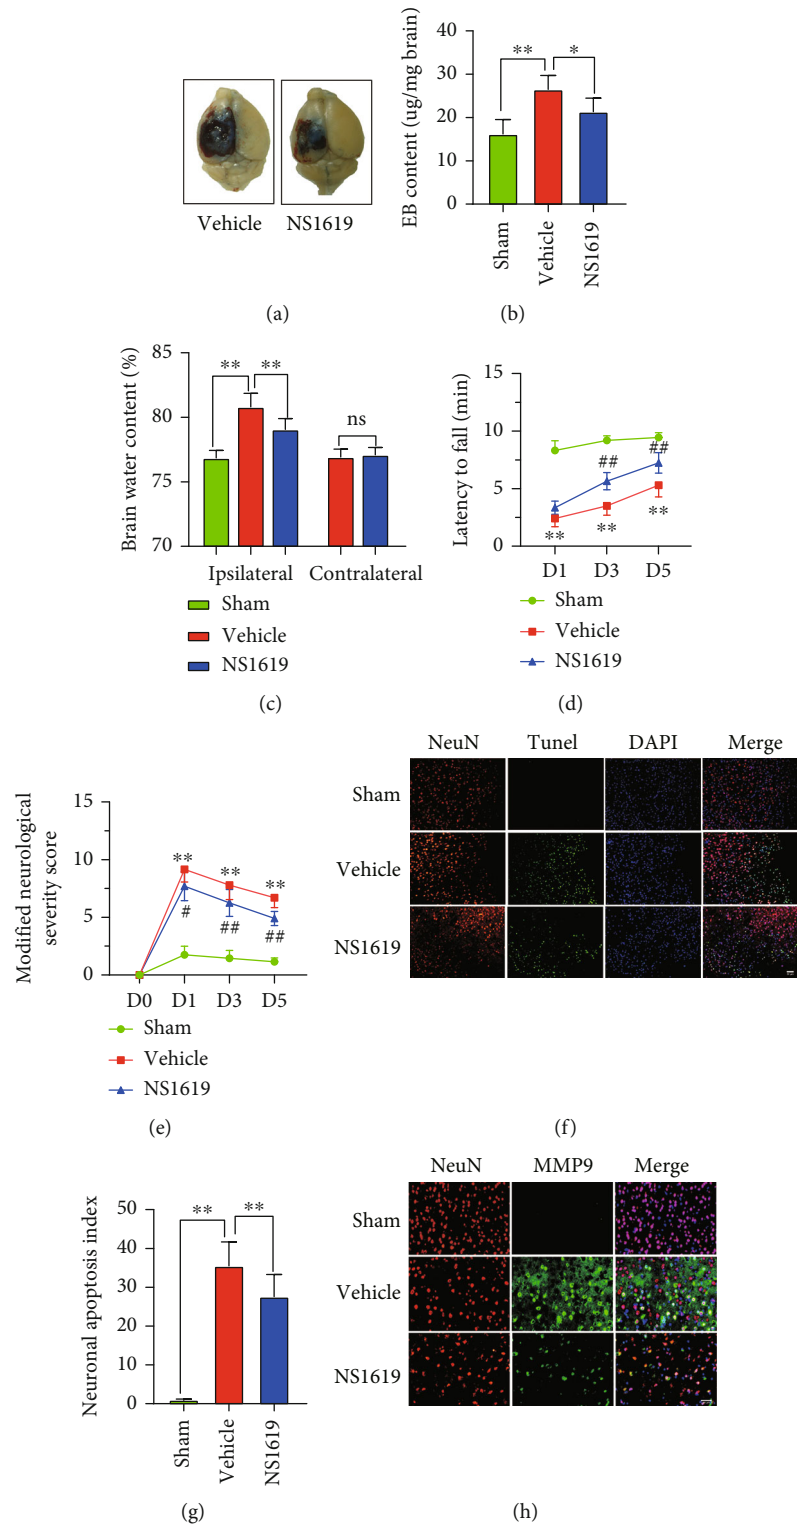 Vehicle
NS1619
(a)
EB content (ug/mg brain)
40
30
20
10
0
**
*
Sham
Vehicle
NS1619
(b)
Brain water content (%)
85
80
75
70
**
**
ns
Ipsilateral
Contralateral
Sham
Vehicle
NS1619
(c)
Latency to fall (min)
15
10
5
0
##
##
**
**
**
D1
D3
D5
Sham
Vehicle
NS1619
(d)
Modified neurological
severity score
15
10
5
0
**
**
**
#
##
##
D0
D1
D3
D5
Sham
Vehicle
NS1619
(e)
NeuN
Tunel
DAPI
Merge
Sham
Vehicle
NS1619
(f)
Neuronal apoptosis index
50
40
30
20
10
0
**
**
Sham
Vehicle
NS1619
(g)
NeuN
MMP9
Merge
Sham
Vehicle
NS1619
(h)